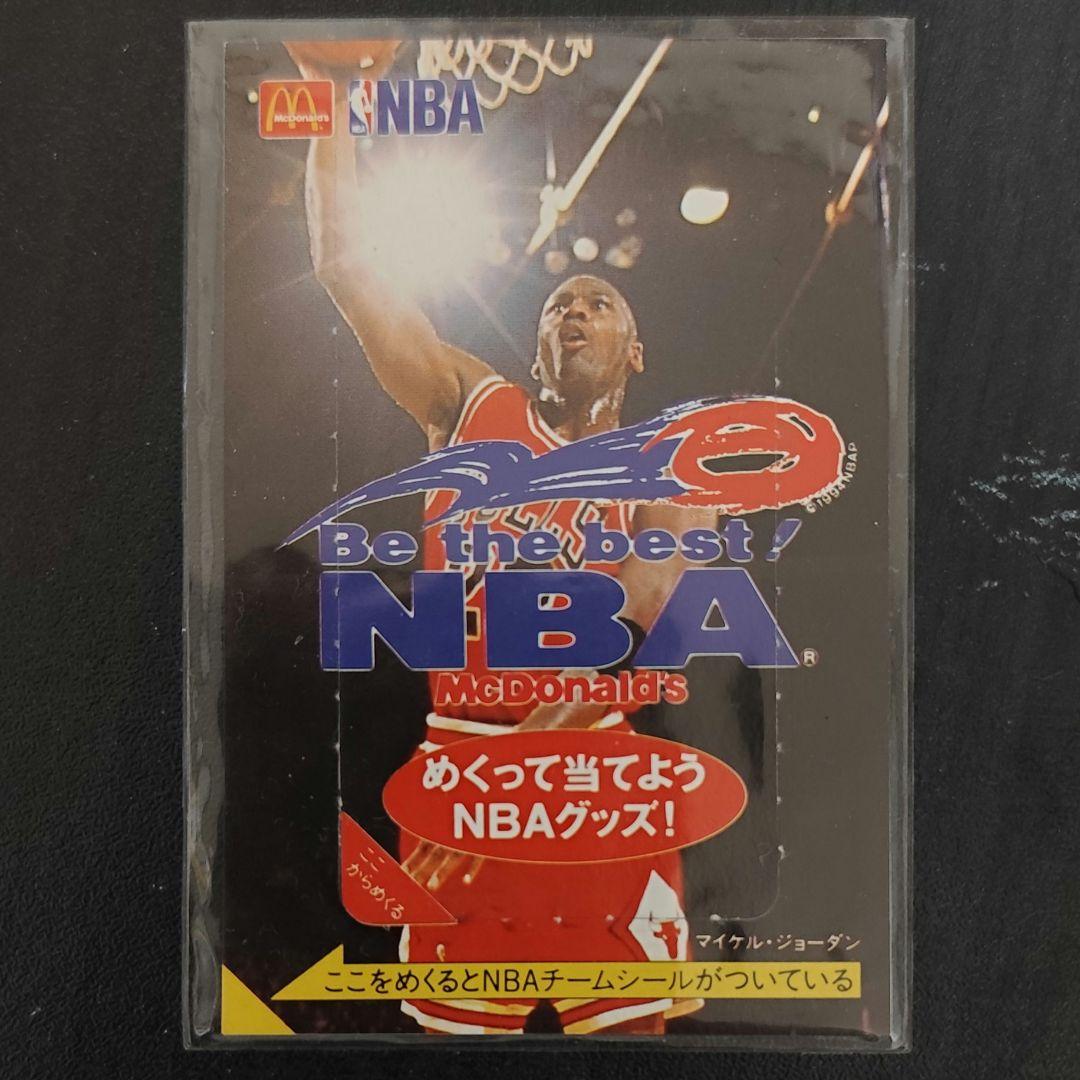 McDonald's
NBA
NBA
©1994 NBAP
Be the best!
NBA®
McDonald's
めくって当てよう
NBAグッズ!
ここ
からめくる
マイケル・ジョーダン
ここをめくるとNBAチームシールがついている